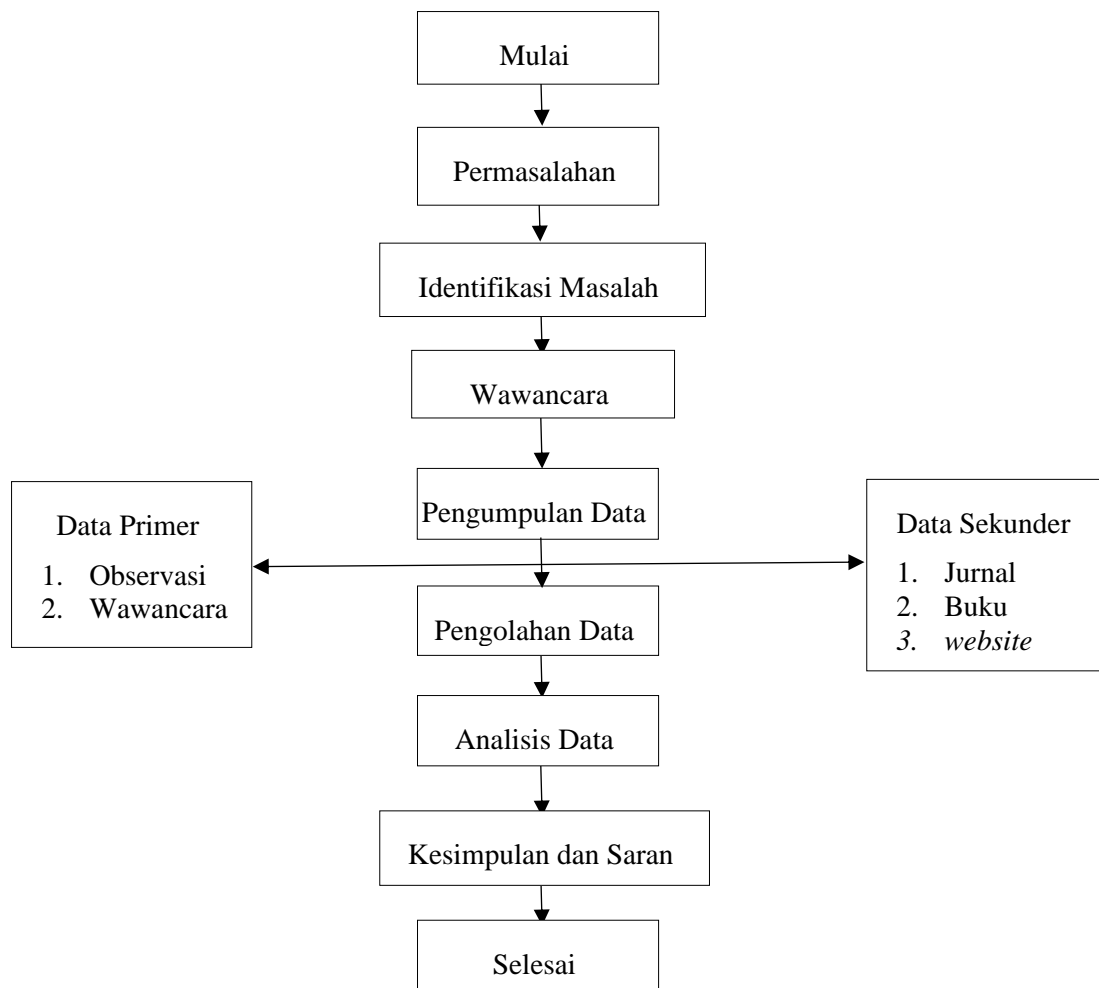 Mulai
Permasalahan
Identifikasi Masalah
Wawancara
Pengumpulan Data
Data Primer
1. Observasi
2. Wawancara
Data Sekunder
1. Jurnal
2. Buku
3. website
Pengolahan Data
Analisis Data
Kesimpulan dan Saran
Selesai